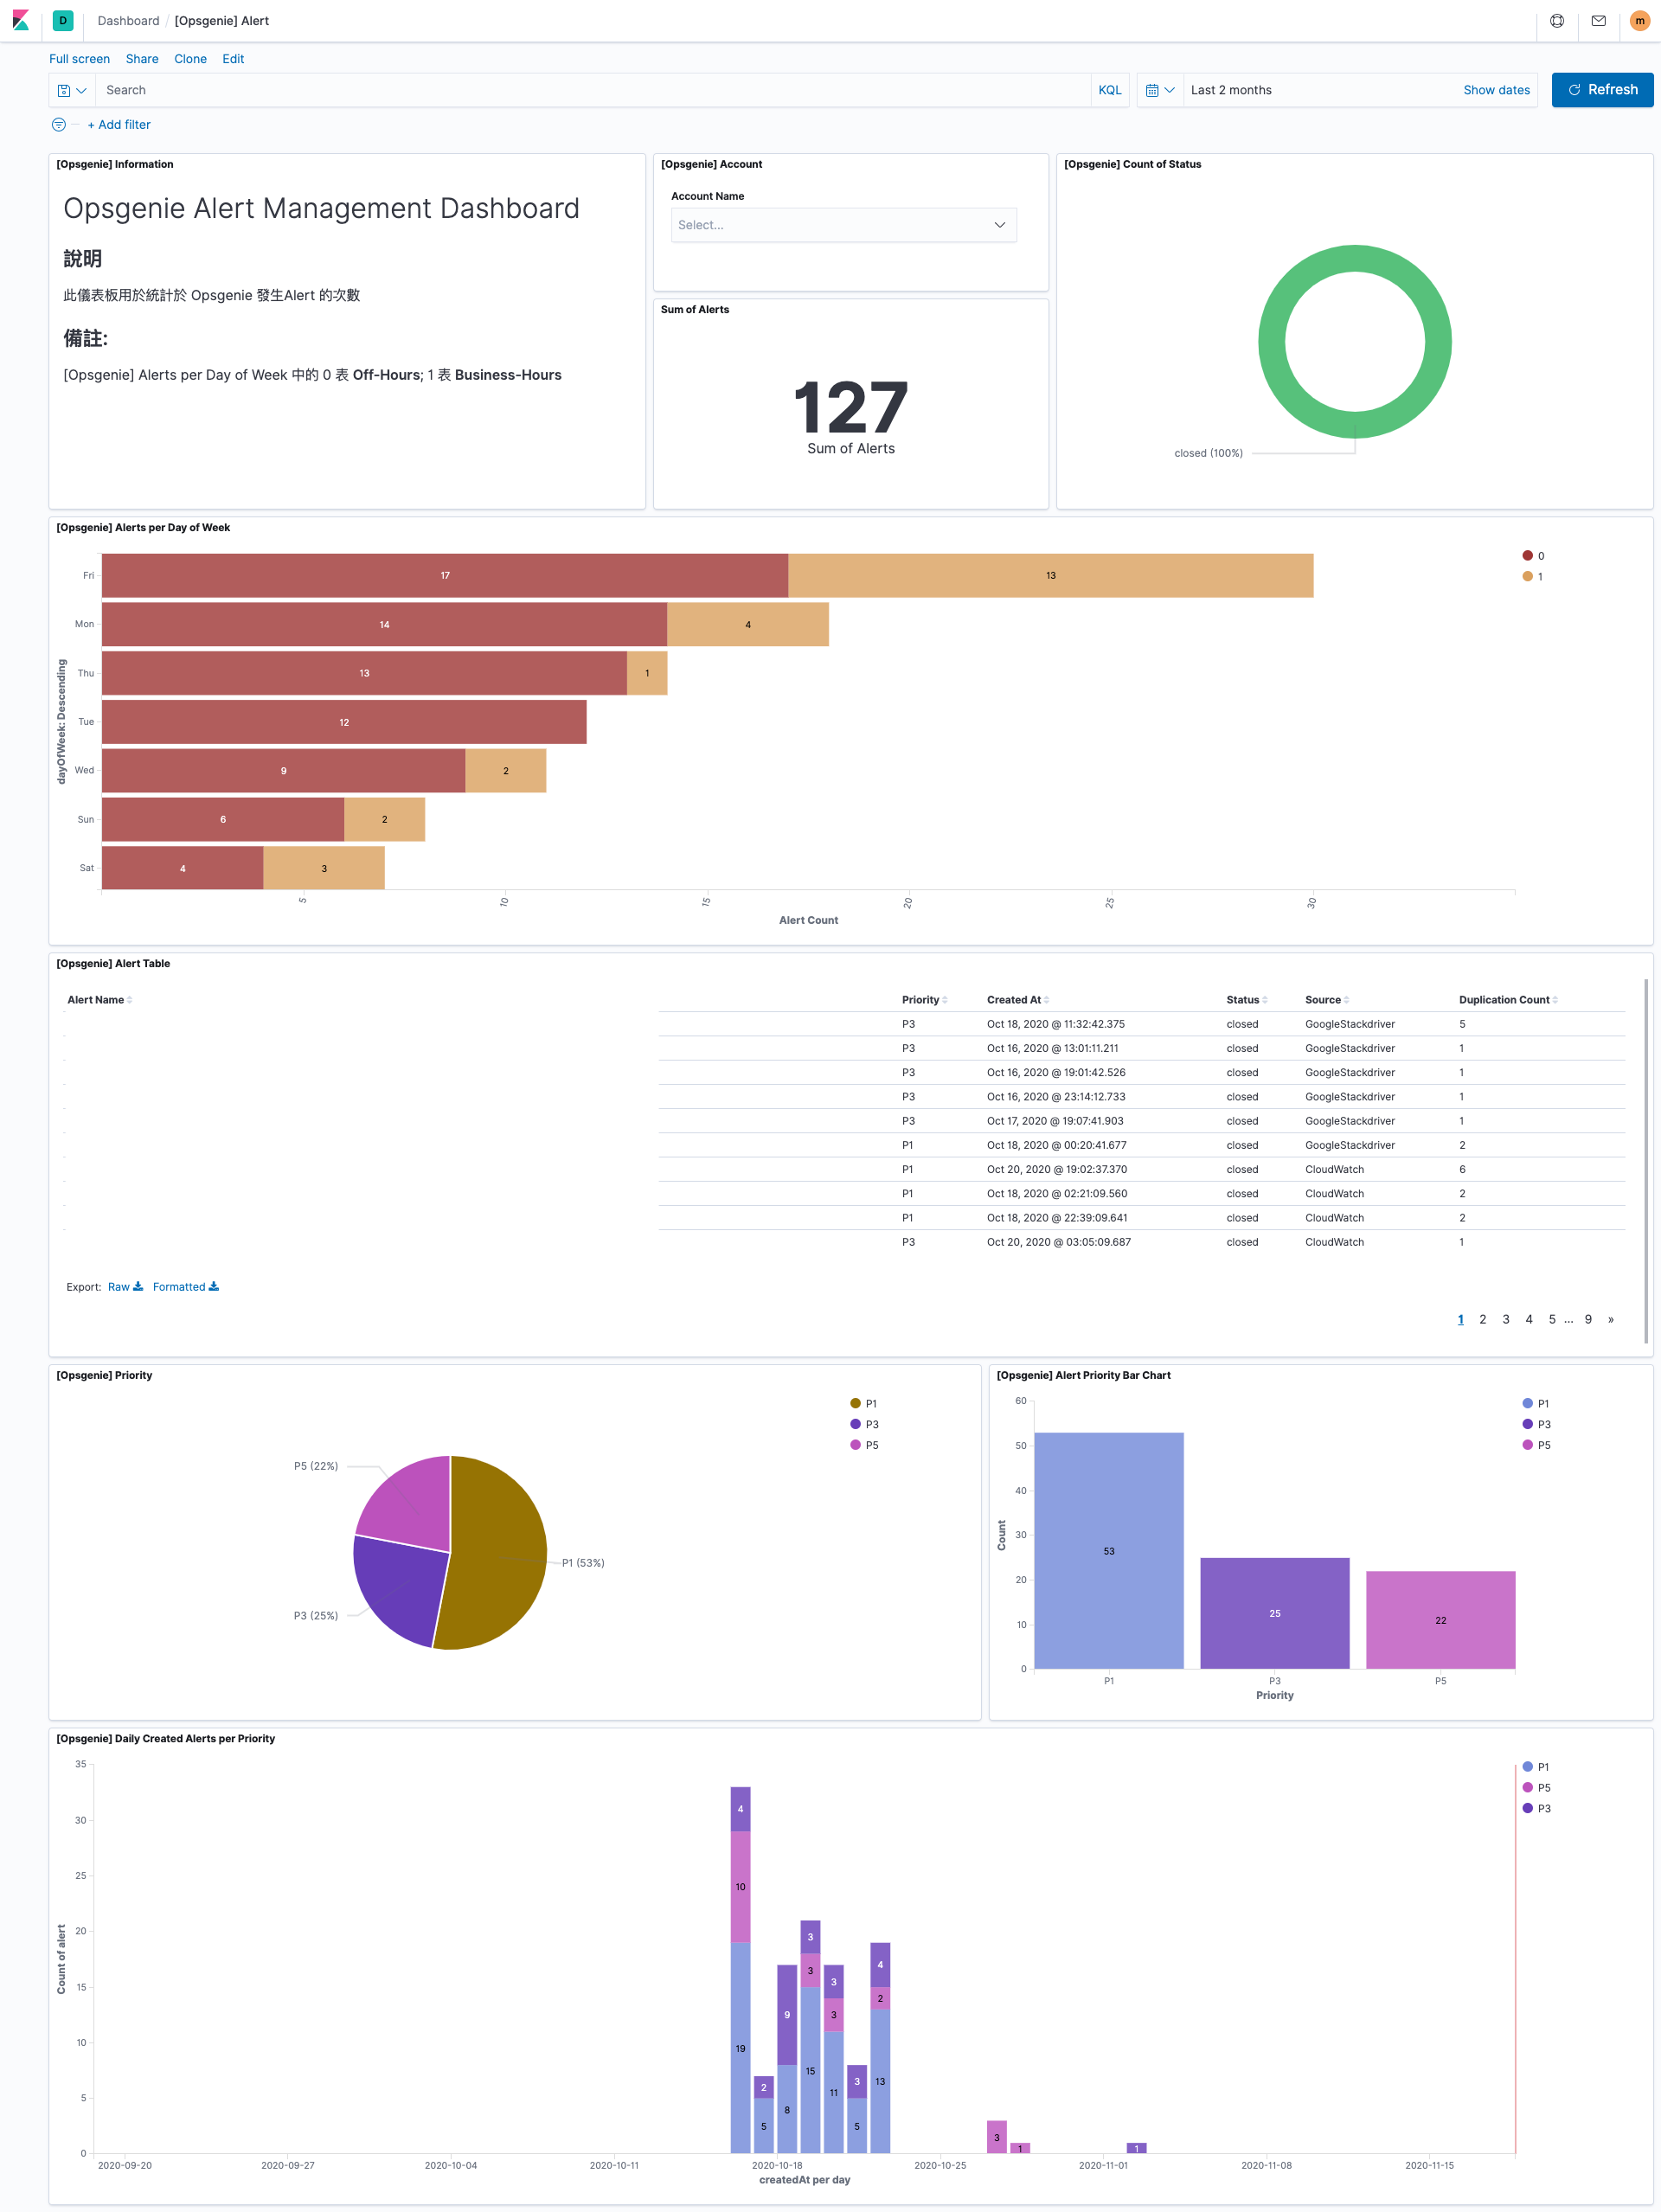 D Dashboard / [Opsgenie] Alert m
Full screen Share Clone Edit
Search KQL Last 2 months Show dates Refresh
+ Add filter
[Opsgenie] Information
Opsgenie Alert Management Dashboard
說明
此儀表板用於統計於 Opsgenie 發生Alert 的次數
備註:
[Opsgenie] Alerts per Day of Week 中的 0 表 Off-Hours; 1 表 Business-Hours
[Opsgenie] Account
Account Name
Select...
Sum of Alerts
127
Sum of Alerts
[Opsgenie] Count of Status
closed (100%)
[Opsgenie] Alerts per Day of Week
dayOfWeek: Descending
Fri 17 13
Mon 14 4
Thu 13 1
Tue 12
Wed 9 2
Sun 6 2
Sat 4 3
5 10 15 20 25 30
Alert Count
0
1
[Opsgenie] Alert Table
Alert Name Priority Created At Status Source Duplication Count
P3 Oct 18, 2020 @ 11:32:42.375 closed GoogleStackdriver 5
P3 Oct 16, 2020 @ 13:01:11.211 closed GoogleStackdriver 1
P3 Oct 16, 2020 @ 19:01:42.526 closed GoogleStackdriver 1
P3 Oct 16, 2020 @ 23:14:12.733 closed GoogleStackdriver 1
P3 Oct 17, 2020 @ 19:07:41.903 closed GoogleStackdriver 1
P1 Oct 18, 2020 @ 00:20:41.677 closed GoogleStackdriver 2
P1 Oct 20, 2020 @ 19:02:37.370 closed CloudWatch 6
P1 Oct 18, 2020 @ 02:21:09.560 closed CloudWatch 2
P1 Oct 18, 2020 @ 22:39:09.641 closed CloudWatch 2
P3 Oct 20, 2020 @ 03:05:09.687 closed CloudWatch 1
Export: Raw Formatted
1 2 3 4 5 ... 9 »
[Opsgenie] Priority
P5 (22%)
P1 (53%)
P3 (25%)
P1
P3
P5
[Opsgenie] Alert Priority Bar Chart
Count
60
50
40
30
20
10
0
53 25 22
P1 P3 P5
Priority
P1
P3
P5
[Opsgenie] Daily Created Alerts per Priority
Count of alert
35
30
25
20
15
10
5
0
4
10
19
2
5
9
8
3
3
15
3
3
11
3
5
4
2
13
3
1
1
2020-09-20 2020-09-27 2020-10-04 2020-10-11 2020-10-18 2020-10-25 2020-11-01 2020-11-08 2020-11-15
createdAt per day
P1
P5
P3